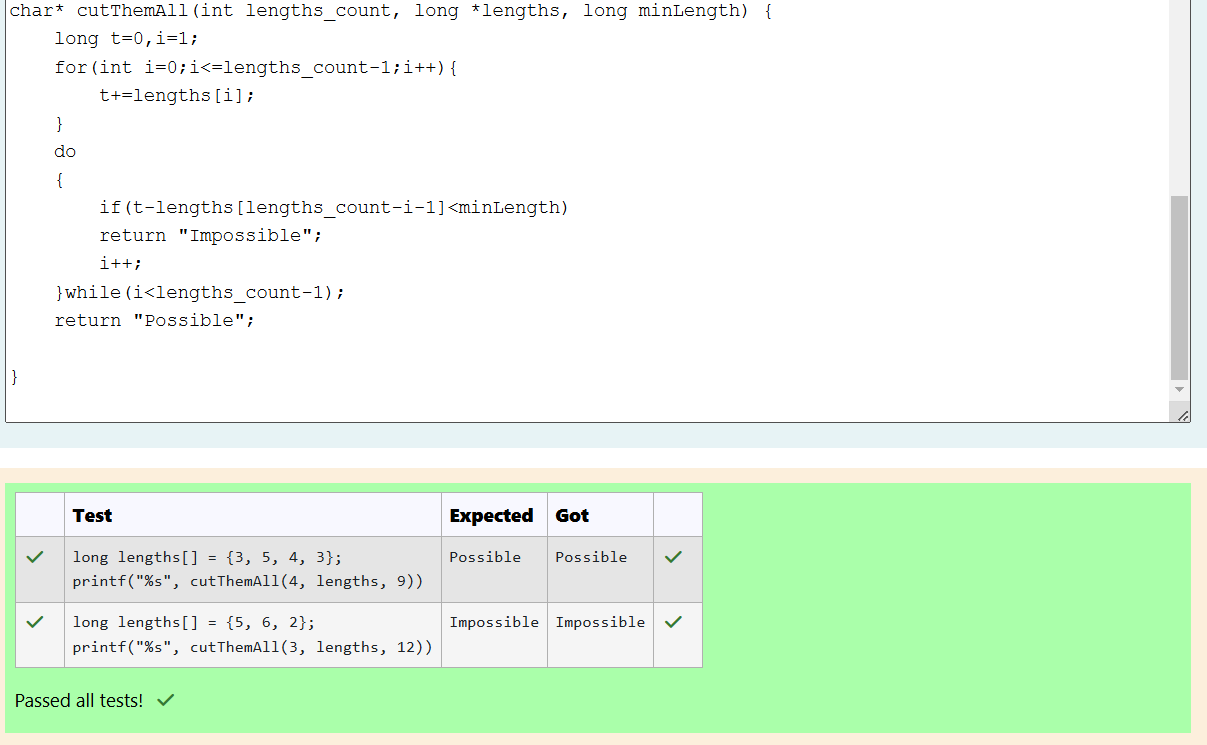 char* cutThemAll(int lengths_count, long *lengths, long minLength) {
    long t=0,i=1;
    for(int i=0;i<=lengths_count-1;i++){
        t+=lengths[i];
    }
    do
    {
        if(t-lengths[lengths_count-i-1]<minLength)
        return "Impossible";
        i++;
    }while(i<lengths_count-1);
    return "Possible";
}
Test Expected Got
long lengths[] = {3, 5, 4, 3}; Possible Possible
printf("%s", cutThemAll(4, lengths, 9))
long lengths[] = {5, 6, 2}; Impossible Impossible
printf("%s", cutThemAll(3, lengths, 12))
Passed all tests!